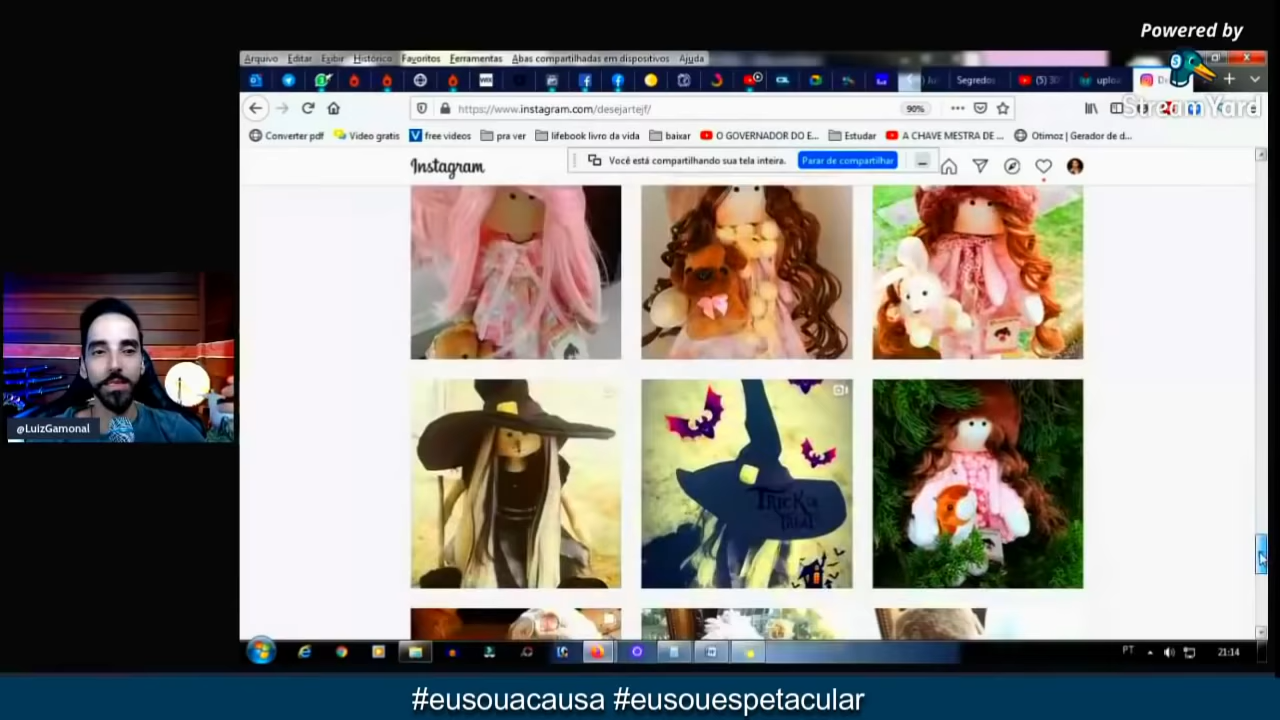 Powered by
StreamYard
Arquivo Editar Exibir Histórico Favoritos Ferramentas Abas compartilhadas em dispositivos Ajuda
Segredos
(5)
uplo
https://www.instagram.com/desejartejf/
90%
Converter pdf Video gratis free videos pra ver lifebook livro da vida baixar O GOVERNADOR DO E... Estudar A CHAVE MESTRA DE ... Otimoz | Gerador de d...
Instagram
Você está compartilhando sua tela inteira. Parar de compartilhar
@LuizGamonal
TRICK OR
TREAT
PT 21:14
#eusouacausa #eusouespetacular